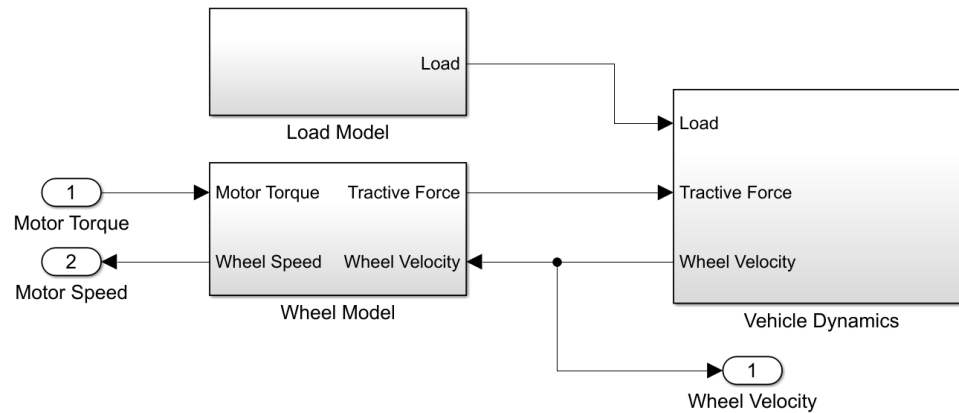 Load
Load Model
Load
1
Motor Torque
Motor Torque
Tractive Force
Tractive Force
2
Motor Speed
Wheel Speed
Wheel Velocity
Wheel Velocity
Wheel Model
Vehicle Dynamics
1
Wheel Velocity